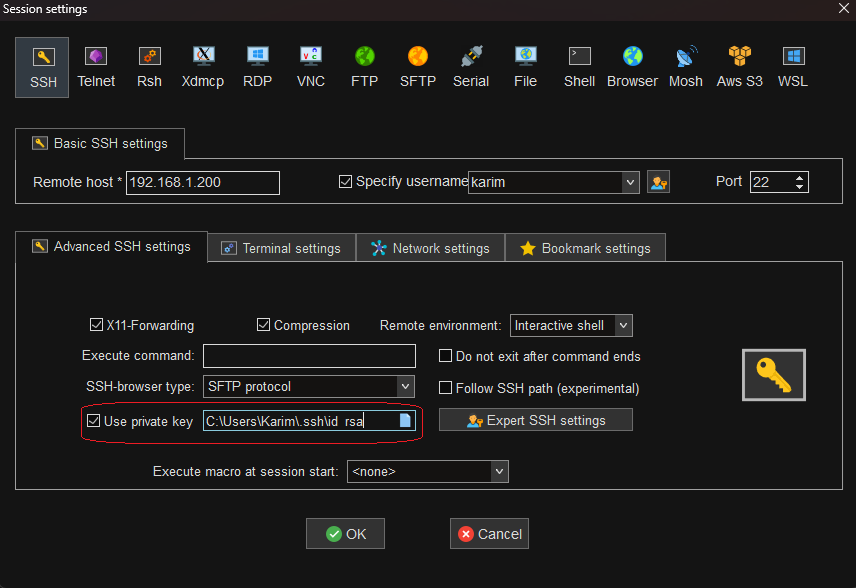 Session settings
SSH Telnet Rsh Xdmcp RDP VNC FTP SFTP Serial File Shell Browser Mosh Aws S3 WSL
Basic SSH settings
Remote host * 192.168.1.200 Specify username karim Port 22
Advanced SSH settings Terminal settings Network settings Bookmark settings
X11-Forwarding Compression Remote environment: Interactive shell
Execute command: Do not exit after command ends
SSH-browser type: SFTP protocol Follow SSH path (experimental)
Use private key C:\Users\Karim\.ssh\id_rsa Expert SSH settings
Execute macro at session start: <none>
OK Cancel